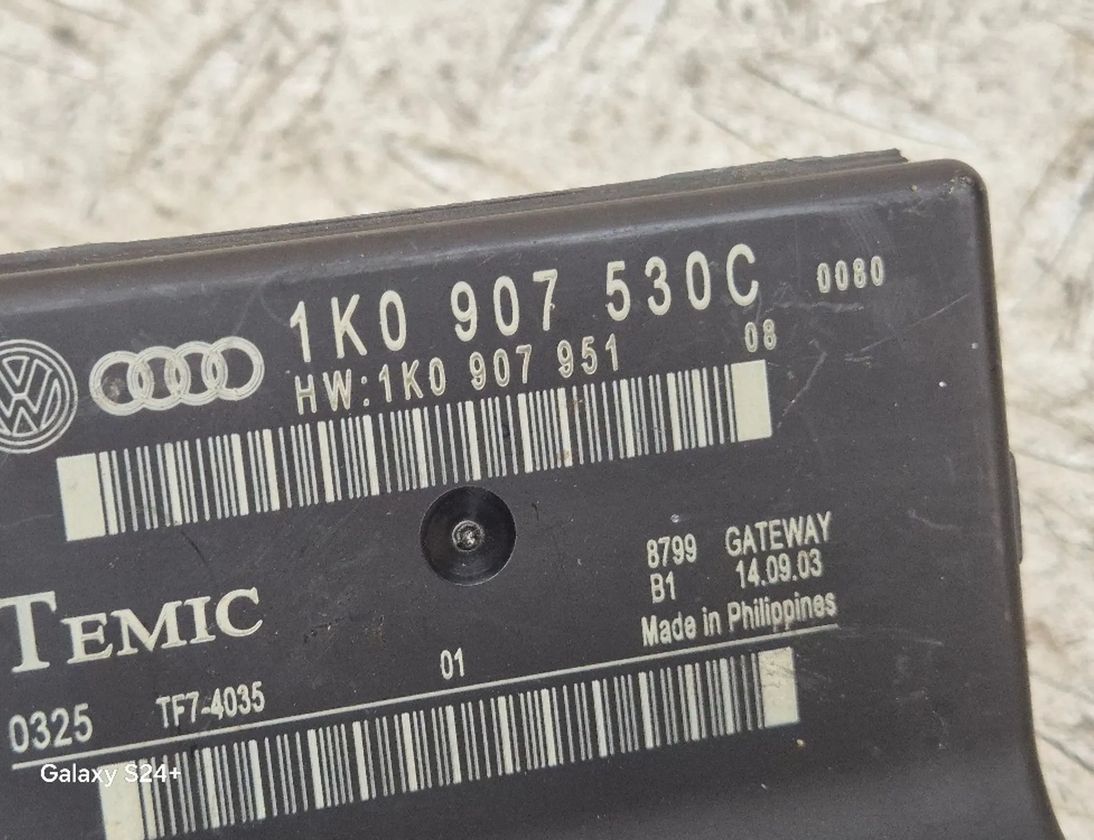 1K0 907 530C 0080
HW:1K0 907 951 08
8799 GATEWAY
B1 14.09.03
Made in Philippines
TEMIC
01
0325 TF7-4035
Galaxy S24+